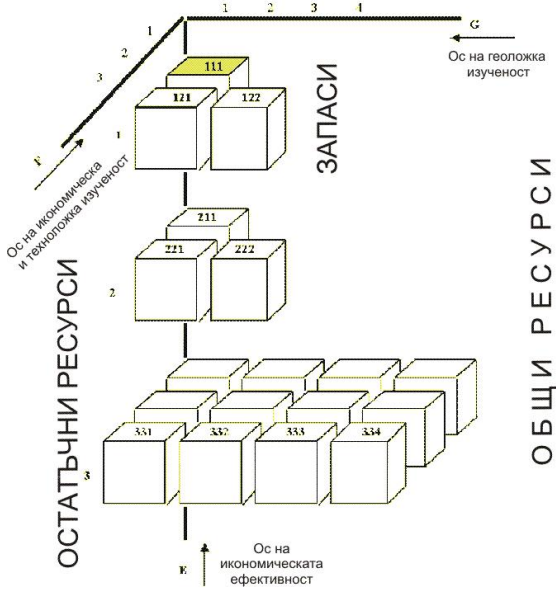 1 2 3 4
G
Ос на геоложка
изученост
1
2
3
F
Ос на икономическа
и техноложка изученост
ЗАПАСИ
111
121 122
1
211
221 222
2
ОСТАТЪЧНИ РЕСУРСИ
ОБЩИ РЕСУРСИ
331 332 333 334
3
E
Ос на
икономическата
ефективност